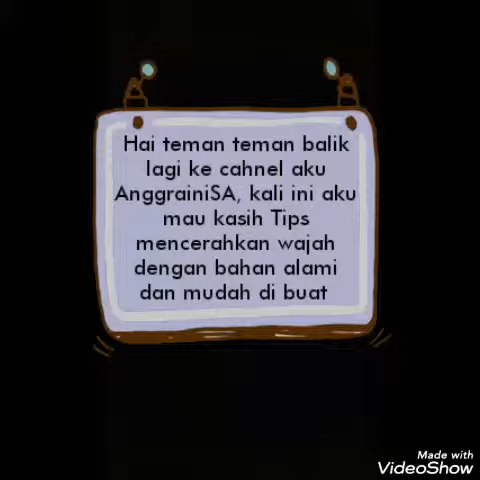 Hai teman teman balik
lagi ke cahnel aku
AnggrainiSA, kali ini aku
mau kasih Tips
mencerahkan wajah
dengan bahan alami
dan mudah di buat
Made with
VideoShow